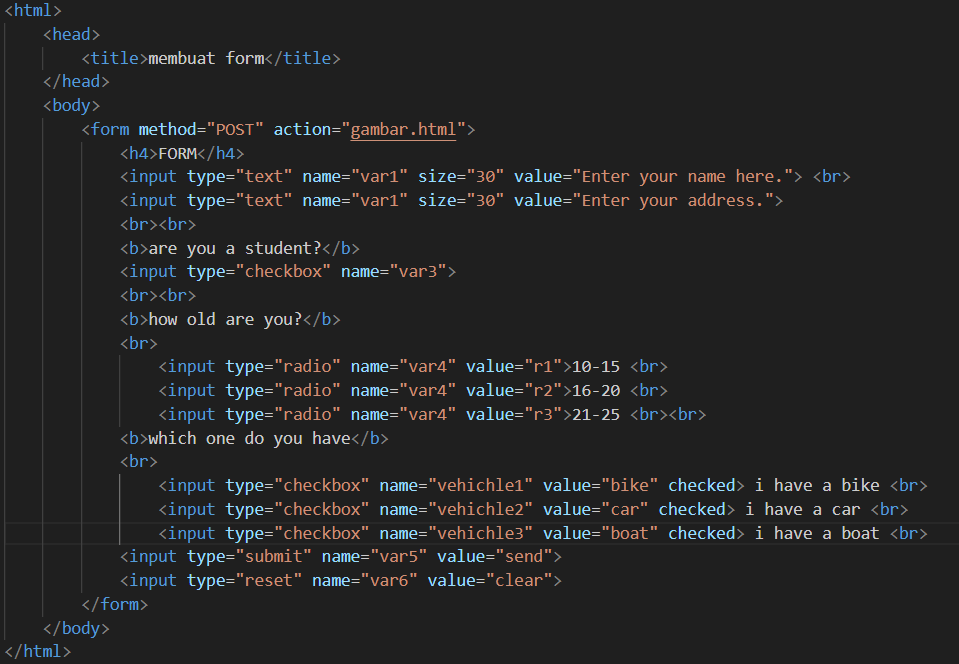 <html>
<head>
<title>membuat form</title>
</head>
<body>
<form method="POST" action="gambar.html">
<h4>FORM</h4>
<input type="text" name="var1" size="30" value="Enter your name here."> <br>
<input type="text" name="var1" size="30" value="Enter your address.">
<br><br>
<b>are you a student?</b>
<input type="checkbox" name="var3">
<br><br>
<b>how old are you?</b>
<br>
<input type="radio" name="var4" value="r1">10-15 <br>
<input type="radio" name="var4" value="r2">16-20 <br>
<input type="radio" name="var4" value="r3">21-25 <br><br>
<b>which one do you have</b>
<br>
<input type="checkbox" name="vehichle1" value="bike" checked> i have a bike <br>
<input type="checkbox" name="vehichle2" value="car" checked> i have a car <br>
<input type="checkbox" name="vehichle3" value="boat" checked> i have a boat <br>
<input type="submit" name="var5" value="send">
<input type="reset" name="var6" value="clear">
</form>
</body>
</html>